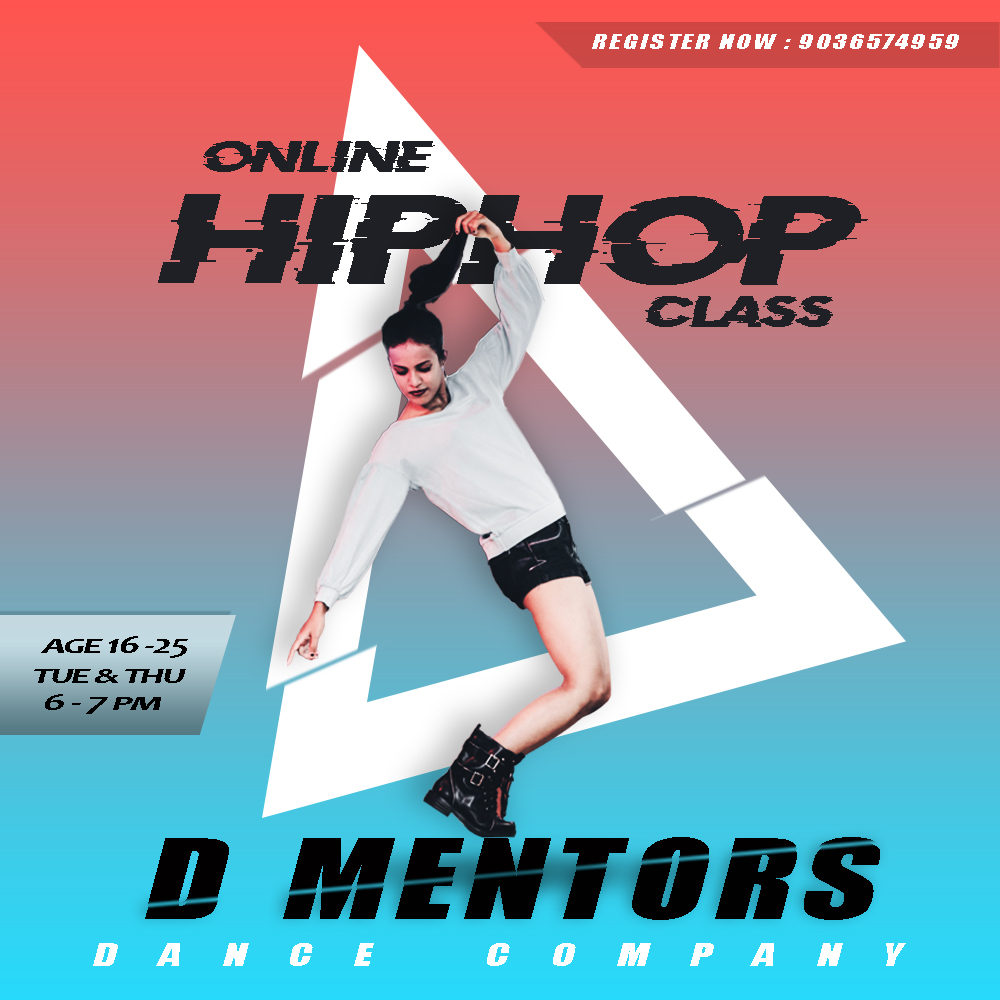 REGISTER NOW : 9036574959
ONLINE
HIPHOP
CLASS
AGE 16 -25
TUE & THU
6 - 7 PM
D MENTORS
DANCE COMPANY